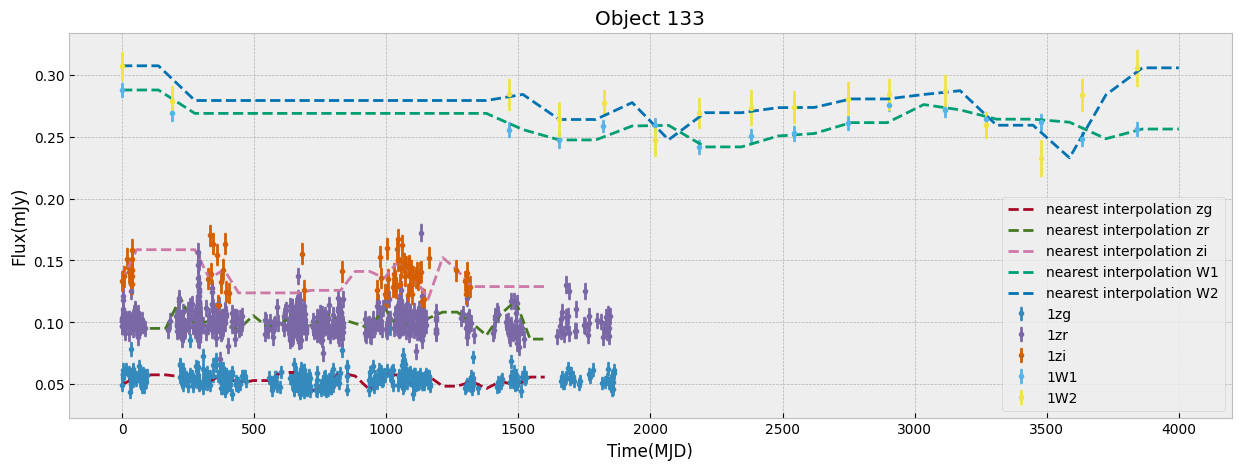 Object 133
Flux(mJy)
0.30
0.25
0.20
0.15
0.10
0.05
nearest interpolation zg
nearest interpolation zr
nearest interpolation zi
nearest interpolation W1
nearest interpolation W2
1zg
1zr
1zi
1W1
1W2
0 500 1000 1500 2000 2500 3000 3500 4000
Time(MJD)